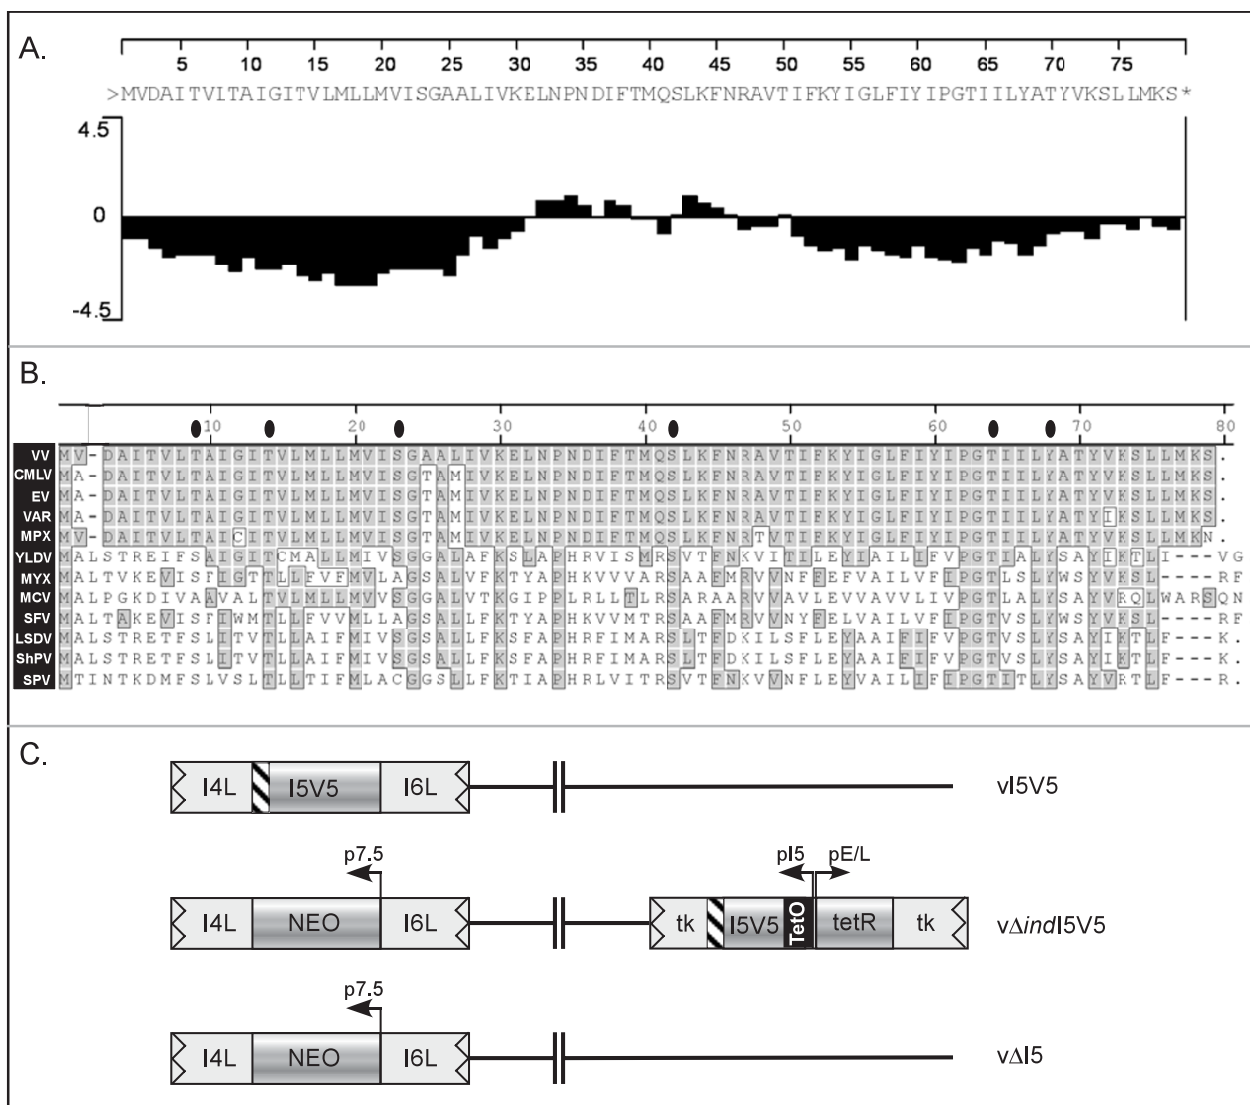 A.
5 10 15 20 25 30 35 40 45 50 55 60 65 70 75
>MVDAITVLTAIGITVLMLLMVISGAALIVKELNPNDIFTMQSLKFNRAVTIFKYIGLFIYIPGTIILYATYVKSLLMKS*
4.5
0
-4.5
B.
10 20 30 40 50 60 70 80
VV MV-DAITVLTAIGITVLMLLMVISGAALIVKELNPNDIFTMQSLKFNRAVTIFKYIGLFIYIPGTIILYATYVKSLLMKS.
CMLV MA-DAITVLTAIGITVLMLLMVISGTAMIVKELNPNDIFTMQSLKFNRAVTIFKYIGLFIYIPGTIILYATYVKSLLMKS.
EV MA-DAITVLTAIGITVLMLLMVISGTAMIVKELNPNDIFTMQSLKFNRAVTIFKYIGLFIYIPGTIILYATYVKSLLMKS.
VAR MA-DAITVLTAIGITVLMLLMVISGTAMIVKELNPNDIFTMQSLKFNRAVTIFKYIGLFIYIPGTIILYATYIKSLLMKS.
MPX MV-DAITVLTAICITVLMLLMVISGTAMIVKELNPNDIFTMQSLKFNRTVTIFKYIGLFIYIPGTIILYATYVKSLLMKN.
YLDV MALSTREIFSAIGITCMALLMIVSGGALAFKSLAPHRVISMRSVTFNKVITILEYIAILIFVPGTIALYSAYIKTLI---VG
MYX MALTVKEVISFIGTTLLFVFMVLAGSALVFKTYAPHKVVVARSAAFMRVVNFFEFVAILVFIPGTLSLYWSYVKSL----RF
MCV MALPGKDIVAAVALTVLMLLMVSGGALVTKGIPPLRLLTLRSARAARVVAVLEVAVVLIVPGTLALYSAYVRQLWARSQN
SFV MALTAKEVISFIWMTLLFVVMLLAGSALLFKTYAPHKVVMTRSAAFMRVVNYFELVAILVFIPGTVSLYWSYVKSL----RF
LSDV MALSTRETFSLITVTLLAIFMIVSGSALLFKSFAPHRFIMARSLTFDKILSFLEYAAIFIFVPGTVSLYSAYIKTLF---K.
ShPV MALSTRETFSLITVTLLAIFMIVSGSALLFKSFAPHRFIMARSLTFDKILSFLEYAAIFIFVPGTVSLYSAYIKTLF---K.
SPV MTINTKDMFSLVSLTLLTIFMLACGGSLLFKTIAPHRLVITRSVTFNKVVNFLEYVAILIFIPGTITLYSAYVRTLF---R.
C.
I4L I5V5 I6L vI5V5
p7.5 pI5 pE/L
I4L NEO I6L tk I5V5 TetO tetR tk vΔindI5V5
p7.5
I4L NEO I6L vΔI5